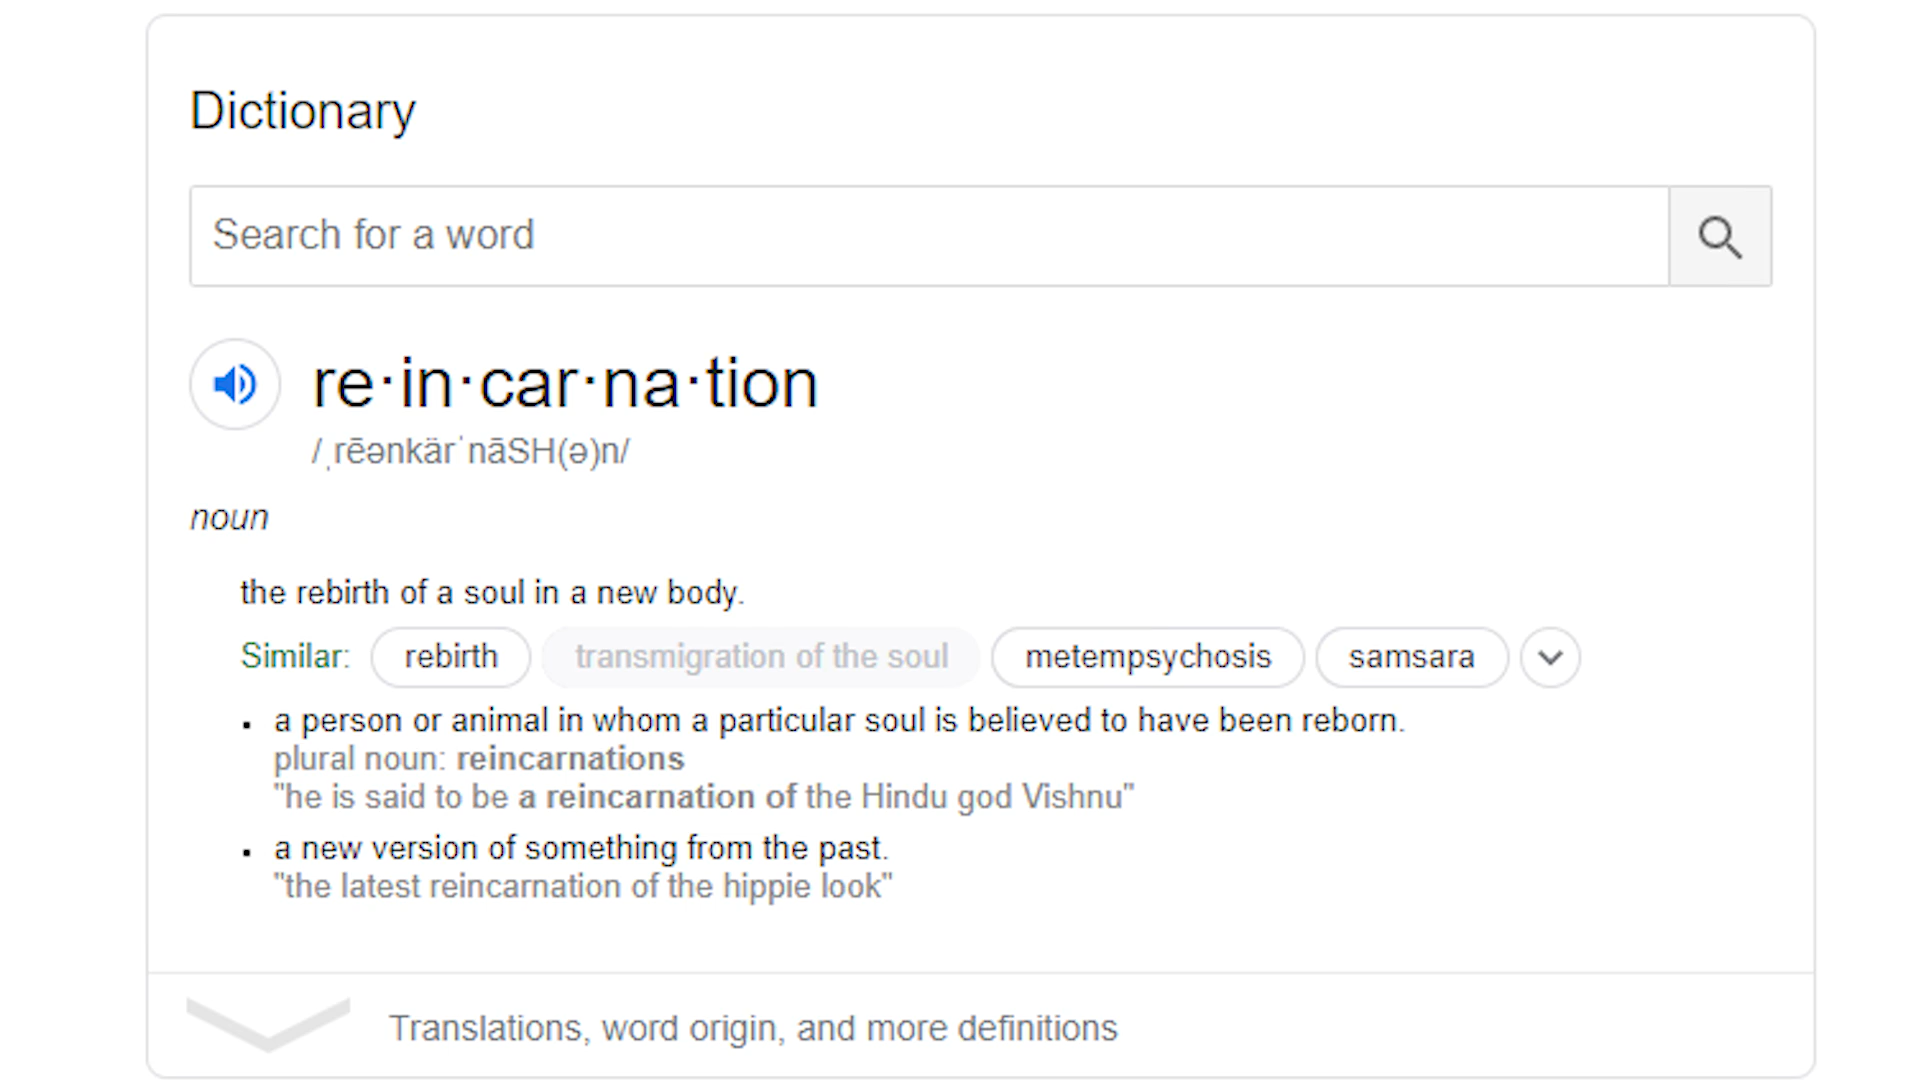 Dictionary
Search for a word
re·in·car·na·tion
/ˌrēənkärˈnāSH(ə)n/
noun
the rebirth of a soul in a new body.
Similar: rebirth transmigration of the soul metempsychosis samsara
▪ a person or animal in whom a particular soul is believed to have been reborn.
plural noun: reincarnations
"he is said to be a reincarnation of the Hindu god Vishnu"
▪ a new version of something from the past.
"the latest reincarnation of the hippie look"
Translations, word origin, and more definitions